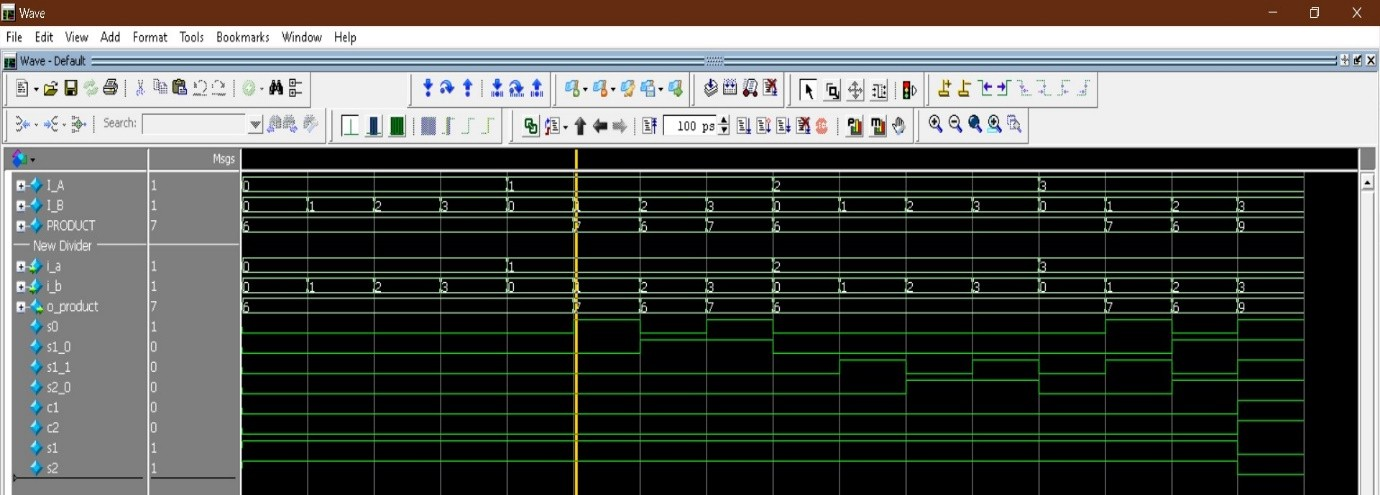 Wave
File Edit View Add Format Tools Bookmarks Window Help
Wave - Default
Search:
100 ps
Msgs
I_A 1 0 1 2 3
I_B 1 0 1 2 3 0 1 2 3 0 1 2 3 0 1 2 3
PRODUCT 7 6 7 6 7 6 7 6 9
New Divider
i_a 1 0 1 2 3
i_b 1 0 1 2 3 0 1 2 3 0 1 2 3 0 1 2 3
o_product 7 6 7 6 7 6 7 6 9
s0 1
s1_0 0
s1_1 0
s2_0 0
c1 0
c2 0
s1 1
s2 1